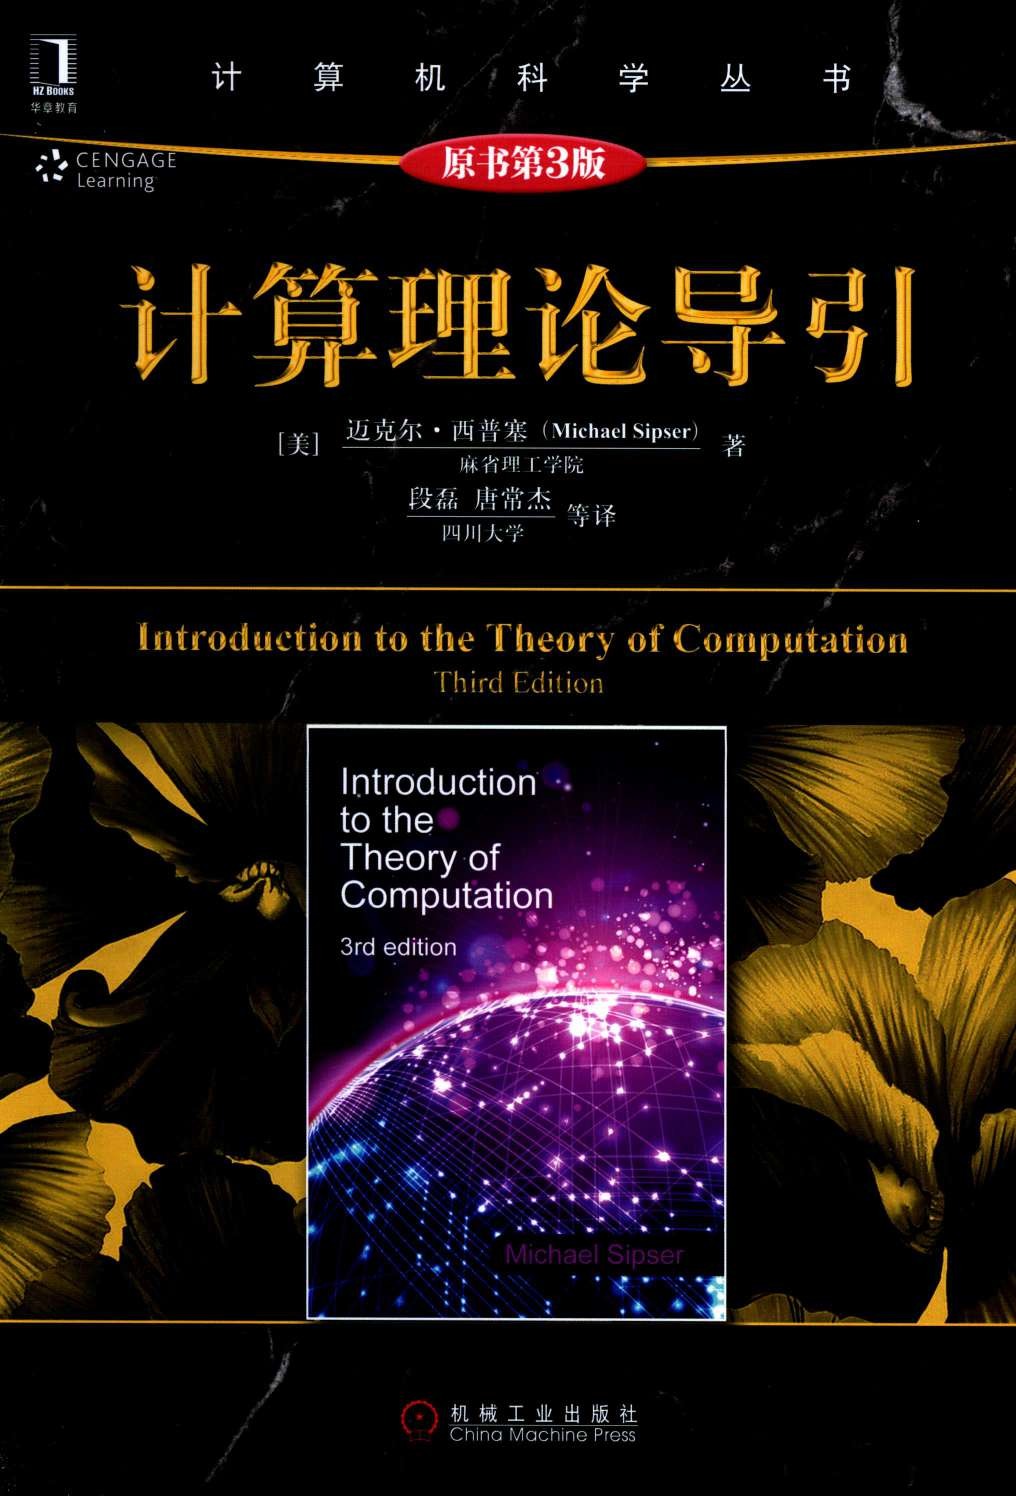 HZ BOOKS
华章教育
计算机科学丛书
CENGAGE
Learning
原书第3版
计算理论导引
[美] 迈克尔·西普塞（Michael Sipser） 著
麻省理工学院
段磊 唐常杰 等译
四川大学
Introduction to the Theory of Computation
Third Edition
Introduction
to the
Theory of
Computation
3rd edition
Michael Sipser
机械工业出版社
China Machine Press